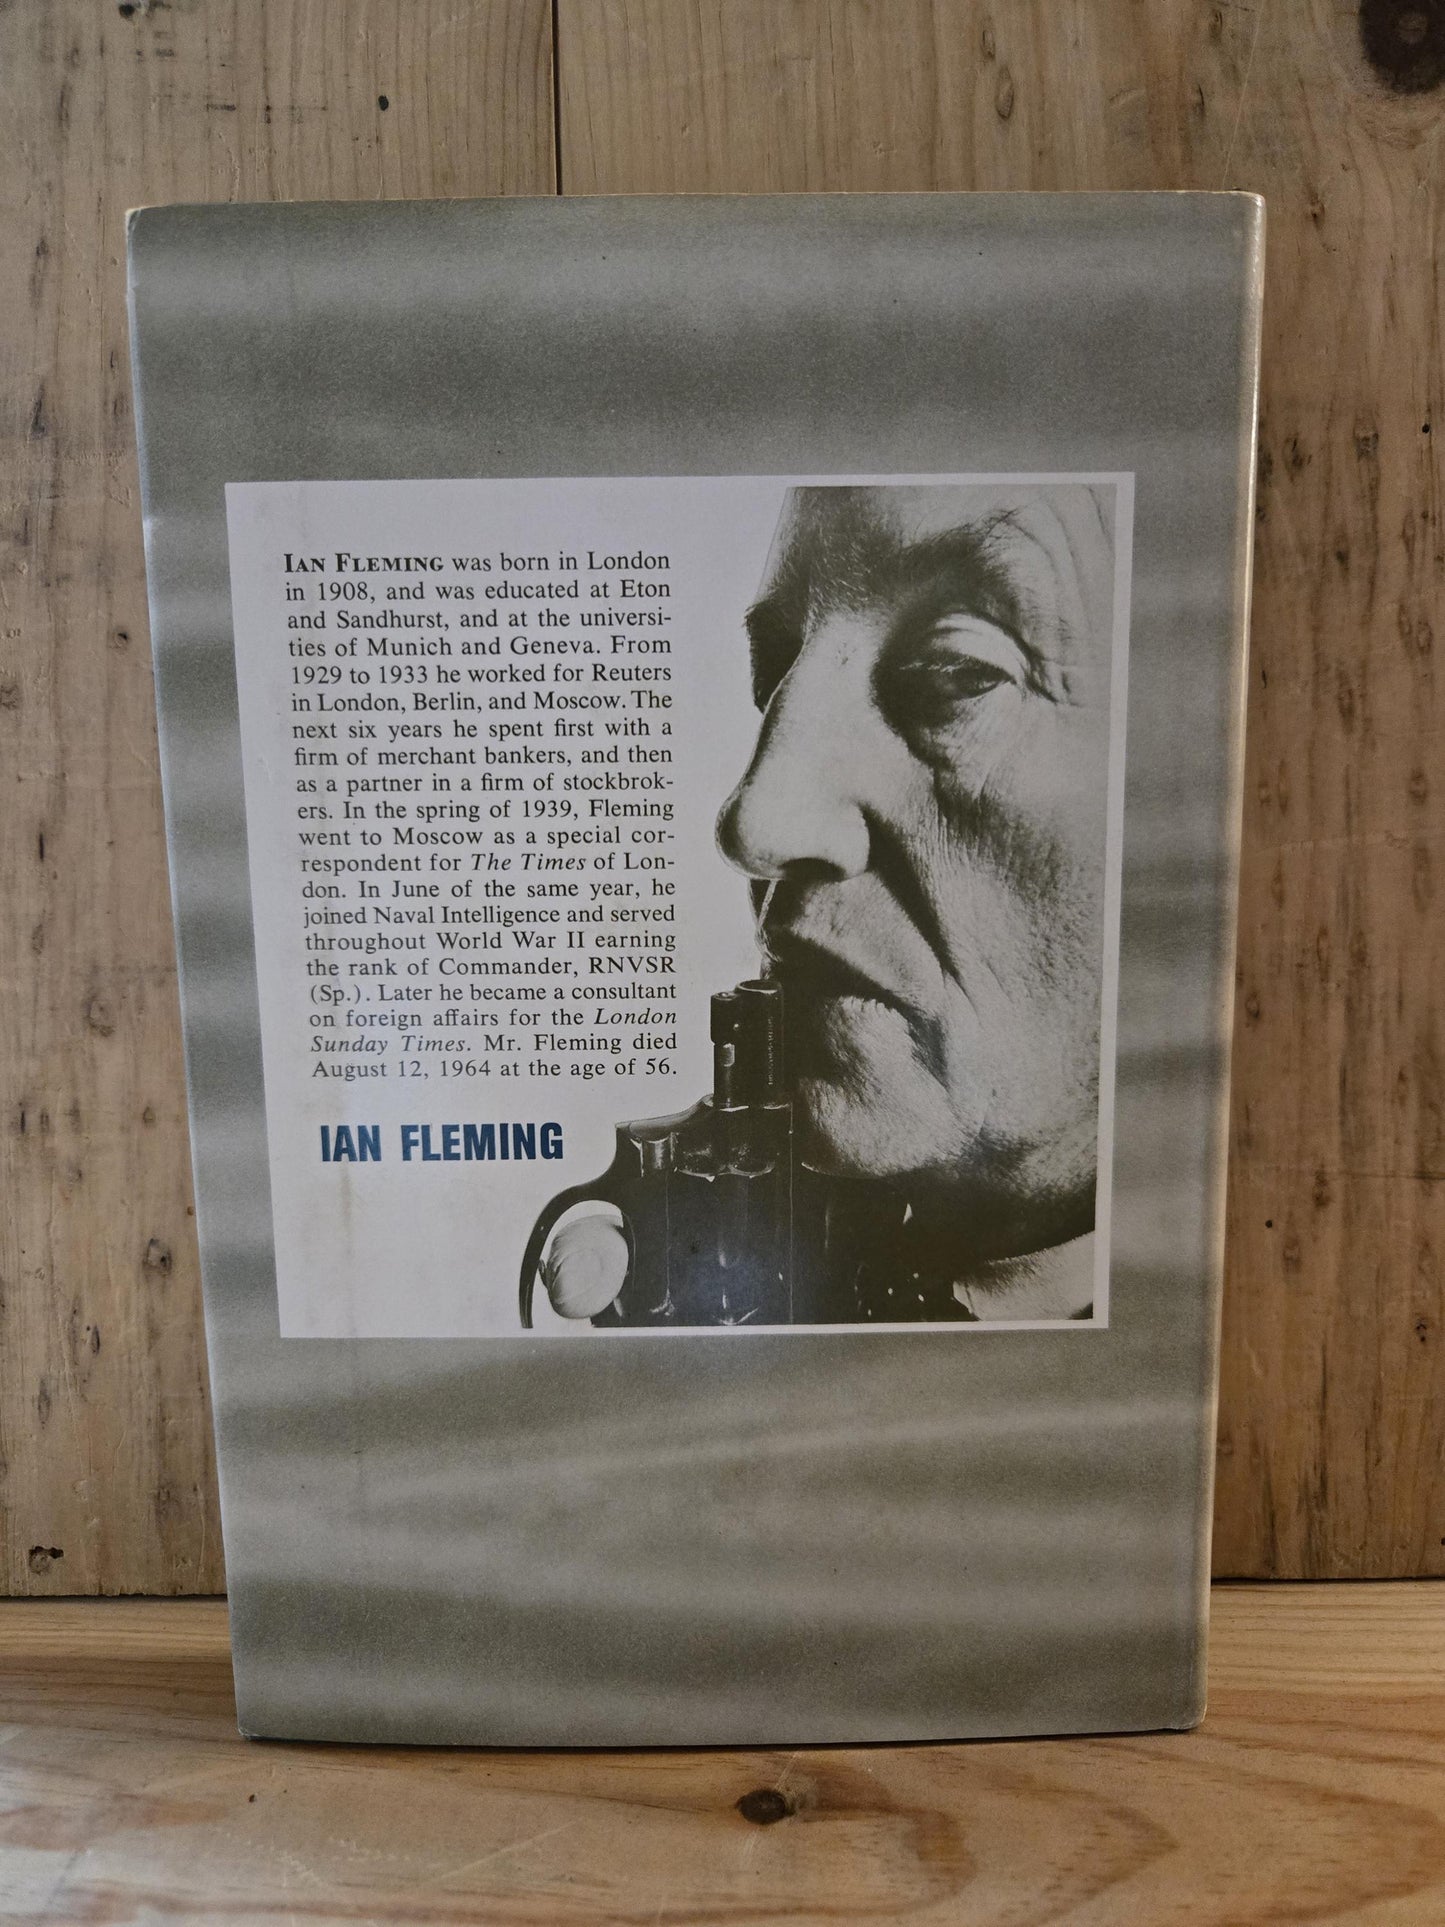 IAN FLEMING was born in London
in 1908, and was educated at Eton
and Sandhurst, and at the universi-
ties of Munich and Geneva. From
1929 to 1933 he worked for Reuters
in London, Berlin, and Moscow. The
next six years he spent first with a
firm of merchant bankers, and then
as a partner in a firm of stockbrok-
ers. In the spring of 1939, Fleming
went to Moscow as a special cor-
respondent for The Times of Lon-
don. In June of the same year, he
joined Naval Intelligence and served
throughout World War II earning
the rank of Commander, RNVSR
(Sp.). Later he became a consultant
on foreign affairs for the London
Sunday Times. Mr. Fleming died
August 12, 1964 at the age of 56.
IAN FLEMING